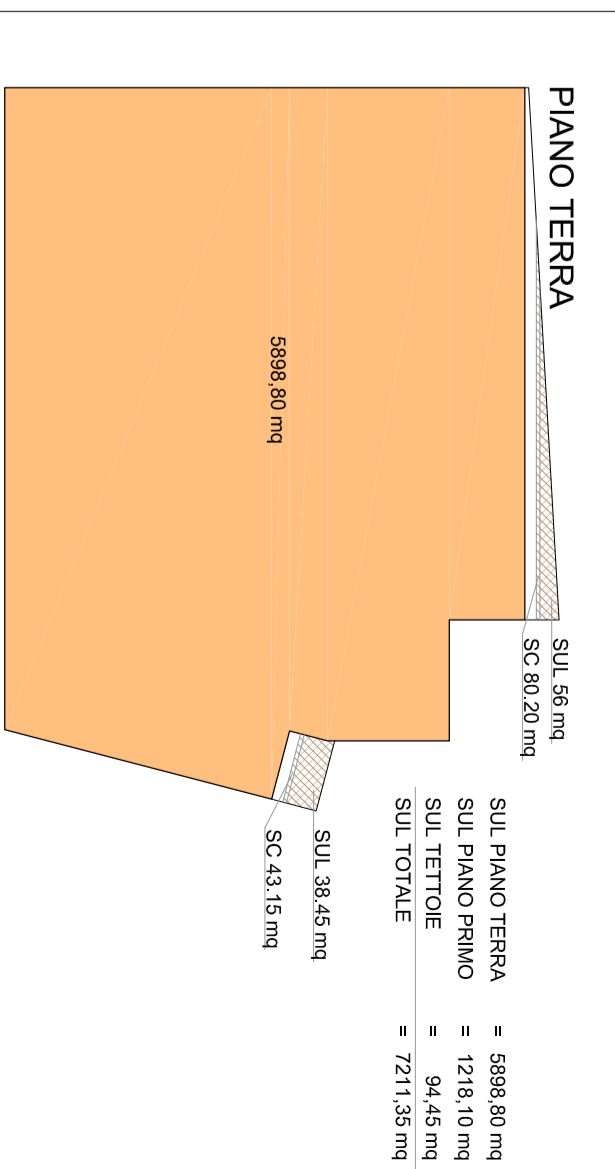 PIANO TERRA
SUL 56 mq
SC 80.20 mq
5898,80 mq
SUL 38.45 mq
SC 43.15 mq
SUL PIANO TERRA = 5898,80 mq
SUL PIANO PRIMO = 1218,10 mq
SUL TETTOIE = 94,45 mq
SUL TOTALE = 7211,35 mq